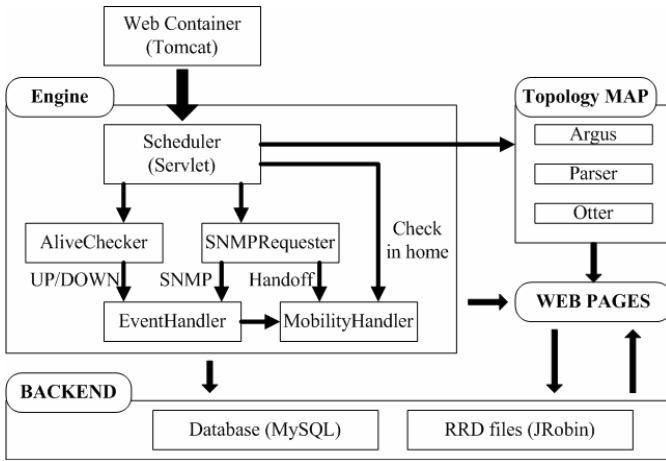 Web Container
(Tomcat)
Engine
Topology MAP
Scheduler
(Servlet)
Argus
Parser
Otter
AliveChecker
SNMPRequester
Check
in home
UP/DOWN
SNMP
Handoff
EventHandler
MobilityHandler
WEB PAGES
BACKEND
Database (MySQL)
RRD files (JRobin)